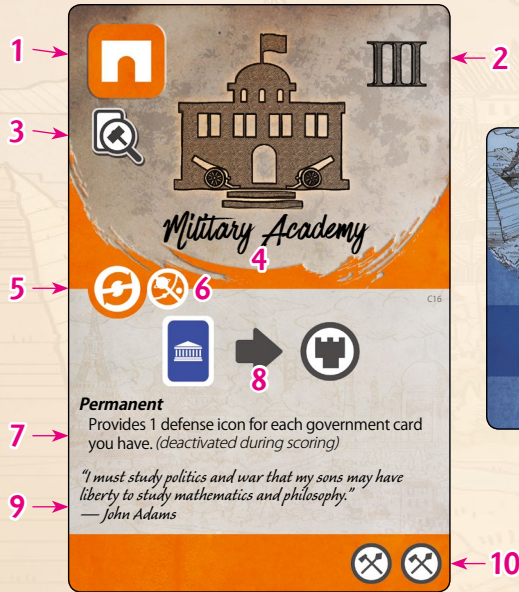 1
III
2
3
Military Academy
4
5
6
C16
8
Permanent
Provides 1 defense icon for each government card
you have. (deactivated during scoring)
7
"I must study politics and war that my sons may have
liberty to study mathematics and philosophy."
— John Adams
9
10